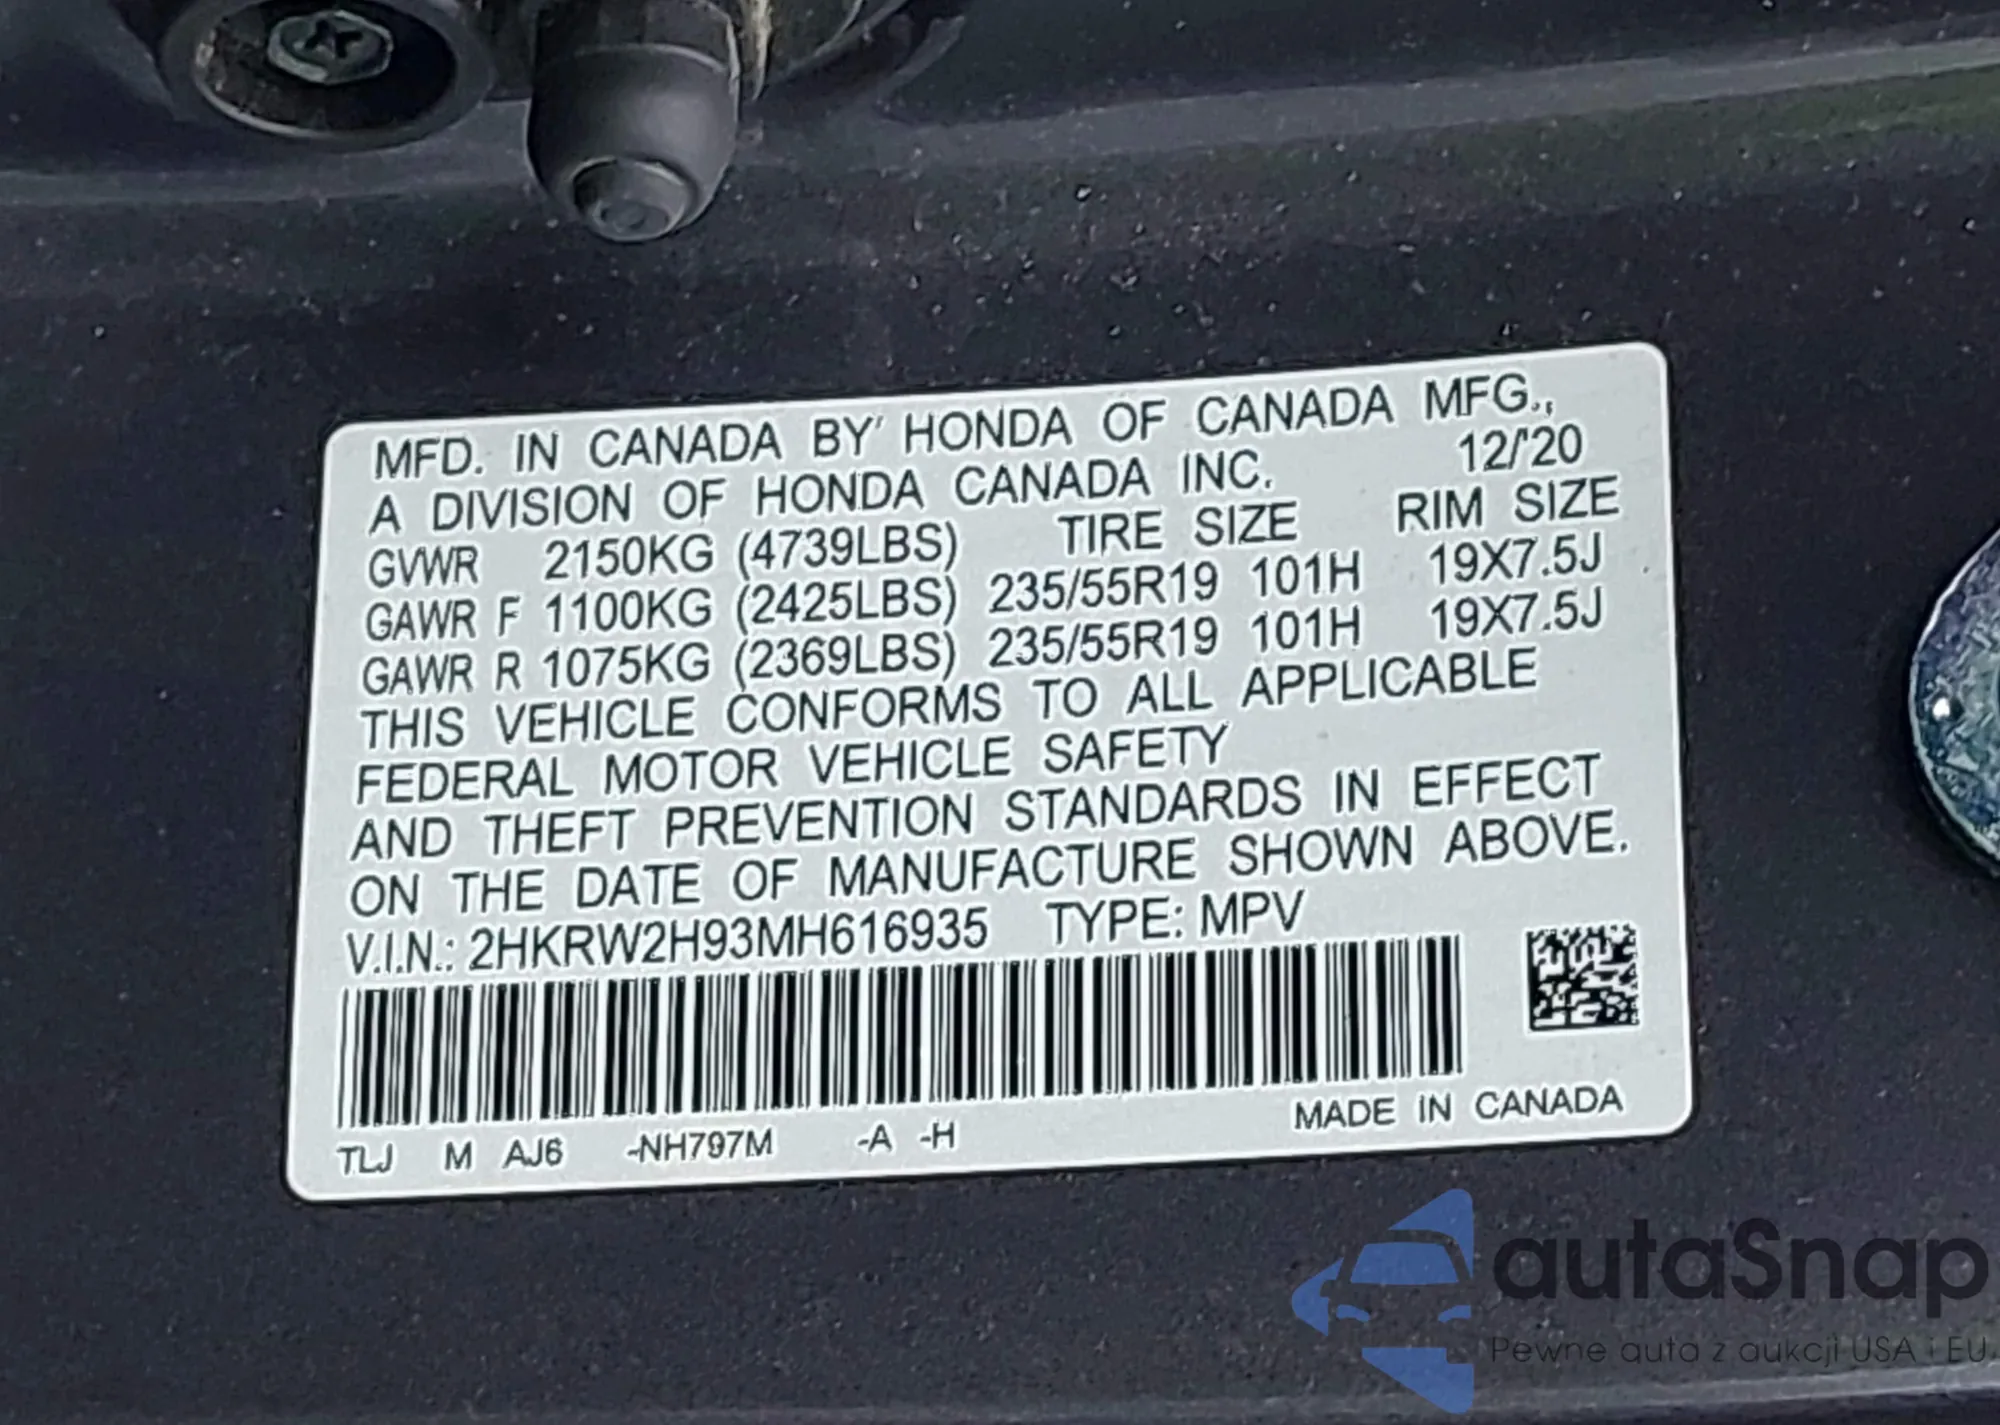 MFD. IN CANADA BY HONDA OF CANADA MFG.,
A DIVISION OF HONDA CANADA INC. 12/'20
GVWR 2150KG (4739LBS) TIRE SIZE RIM SIZE
GAWR F 1100KG (2425LBS) 235/55R19 101H 19X7.5J
GAWR R 1075KG (2369LBS) 235/55R19 101H 19X7.5J
THIS VEHICLE CONFORMS TO ALL APPLICABLE
FEDERAL MOTOR VEHICLE SAFETY
AND THEFT PREVENTION STANDARDS IN EFFECT
ON THE DATE OF MANUFACTURE SHOWN ABOVE.
V.I.N.: 2HKRW2H93MH616935 TYPE: MPV
TLJ M AJ6 -NH797M -A -H MADE IN CANADA
autaSnap
Pewne auta z aukcji USA i EU